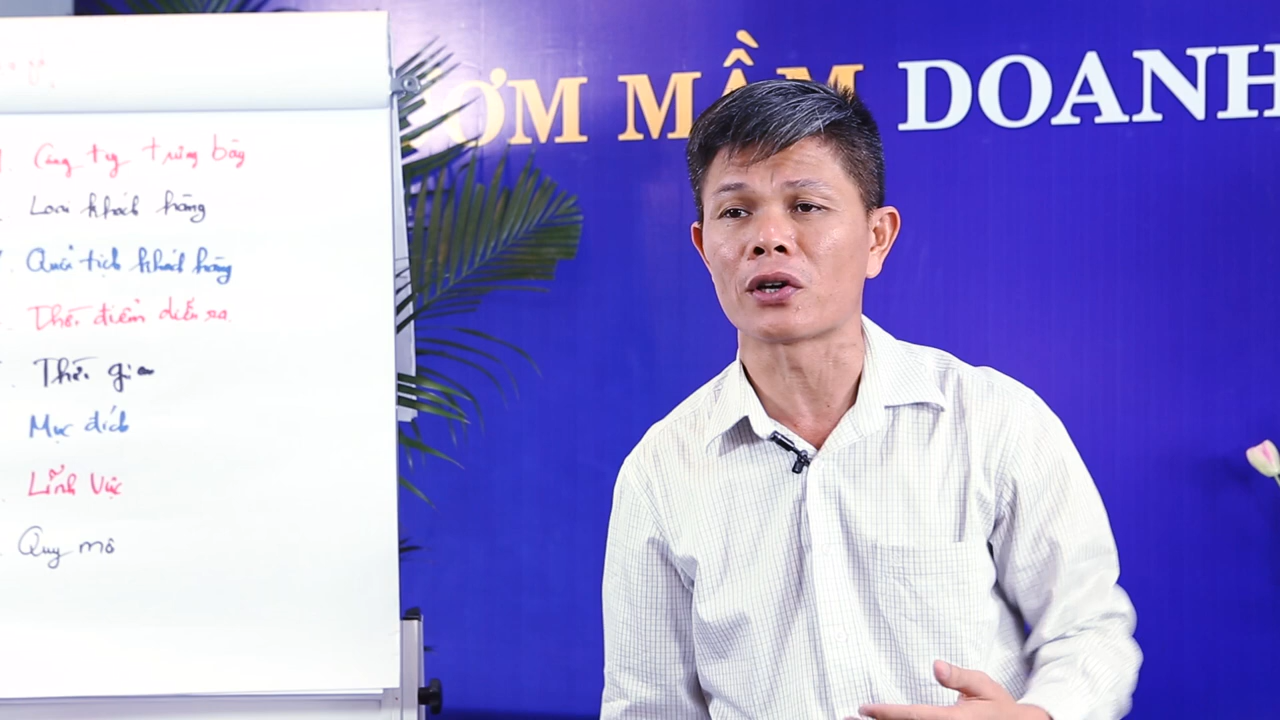 ƠM MẦM DOANH
Công ty trưng bày
Loại khách hàng
Quốc tịch khách hàng
Thời điểm diễn ra
Thời gian
Mục đích
Lĩnh vực
Quy mô